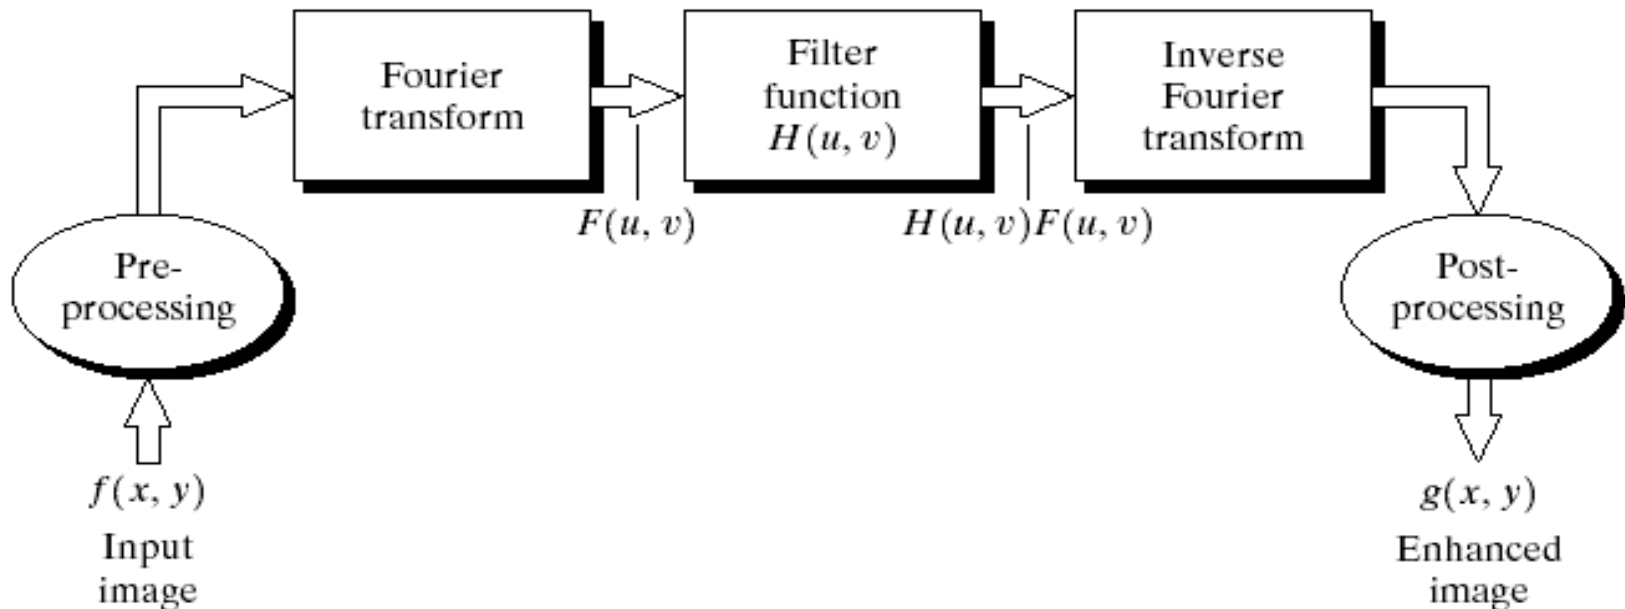 Fourier
transform
Filter
function
H(u, v)
Inverse
Fourier
transform
F(u, v)
H(u, v)F(u, v)
Pre-
processing
Post-
processing
f(x, y)
Input
image
g(x, y)
Enhanced
image